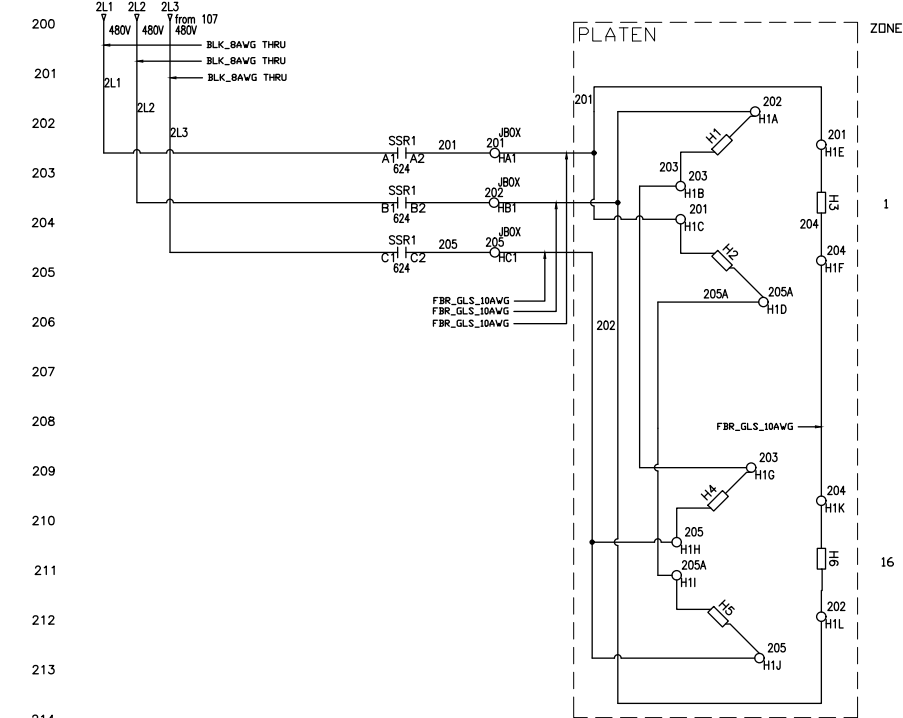 2L1 2L2 2L3
200
from 107
ZONE
480V 480V 480V
PLATEN
BLK_8AWG THRU
BLK_8AWG THRU
201
BLK_8AWG THRU
2L1
201
202
2L2
H1A
202
2L3
H1
201
JBOX
SSR1
201
201
H1E
A1 A2
HA1
203
624
203
203
JBOX
H1B
SSR1
202
H3
1
B1 B2
HB1
201
204
624
H1C
204
JBOX
SSR1
205
205
H2
204
C1 C2
HC1
H1F
205
624
205A
205A
FBR_GLS_10AWG
H1D
FBR_GLS_10AWG
206
FBR_GLS_10AWG
202
207
208
FBR_GLS_10AWG
203
209
H1G
H4
204
H1K
210
205
H1H
H6
16
205A
211
H1I
H5
202
212
H1L
205
213
H1J
214